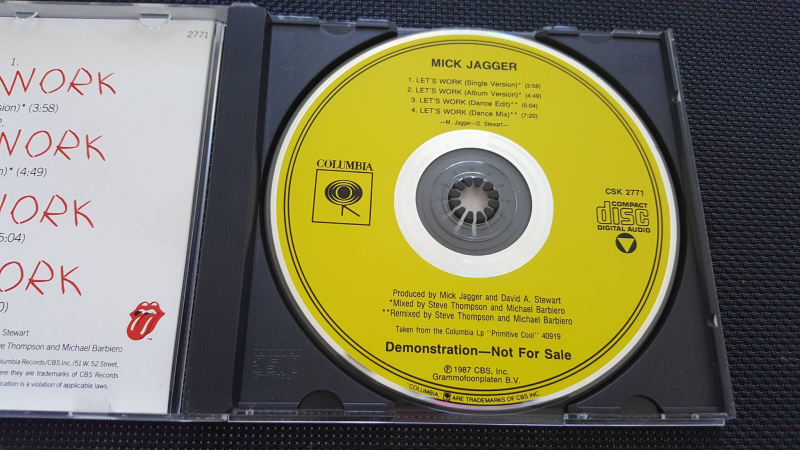 2771
1.
WORK
sion)* (3:58)
2.
WORK
n)* (4:49)
WORK
5:04)
ORK
0)
Stewart
ve Thompson and Michael Barbiero
olumbia Records/CBS Inc./51 W. 52 Street,
ere they are trademarks of CBS Records
ication is a violation of applicable laws.
MICK JAGGER
1. LET'S WORK (Single Version)* (3:58)
2. LET'S WORK (Album Version)* (4:49)
3. LET'S WORK (Dance Edit)** (5:04)
4. LET'S WORK (Dance Mix)** (7:20)
—M. Jagger—D. Stewart—
COLUMBIA
CSK 2771
COMPACT
disc
DIGITAL AUDIO
Produced by Mick Jagger and David A. Stewart
*Mixed by Steve Thompson and Michael Barbiero
**Remixed by Steve Thompson and Michael Barbiero
Taken from the Columbia Lp "Primitive Cool" 40919
Demonstration—Not For Sale
℗ 1987 CBS, Inc.
Grammofoonplaten B.V.
"COLUMBIA," ARE TRADEMARKS OF CBS INC.